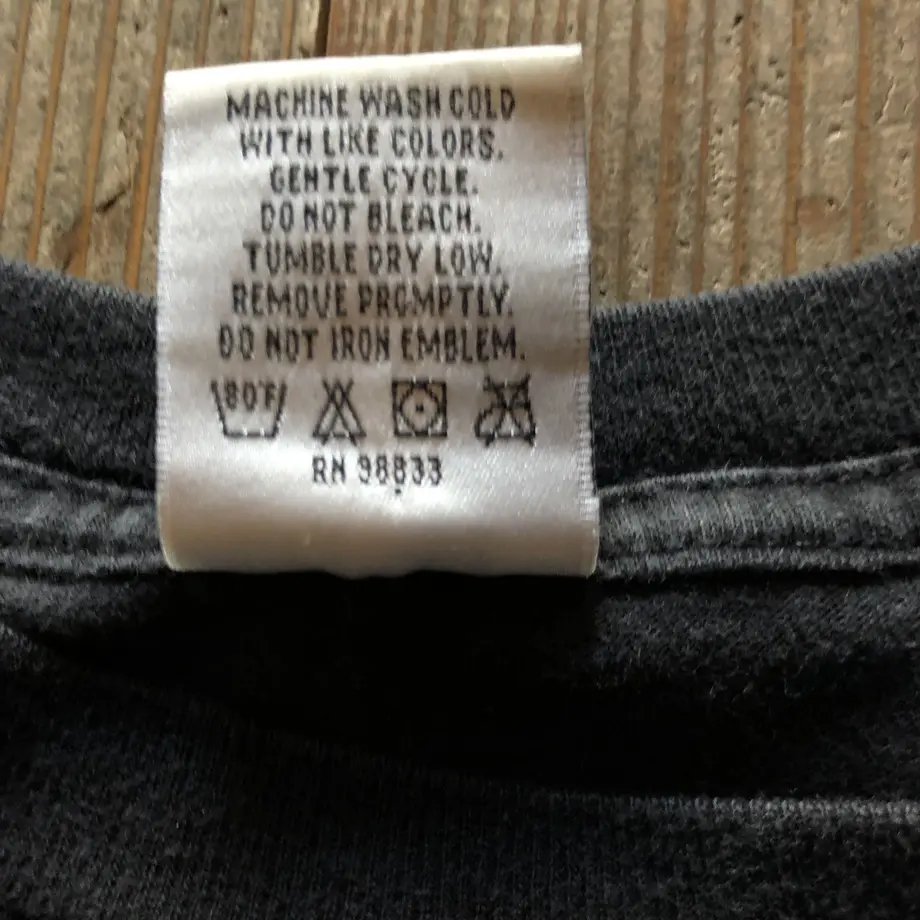 MACHINE WASH COLD
WITH LIKE COLORS.
GENTLE CYCLE.
DO NOT BLEACH.
TUMBLE DRY LOW.
REMOVE PROMPTLY.
DO NOT IRON EMBLEM.
80°F
RN 98833